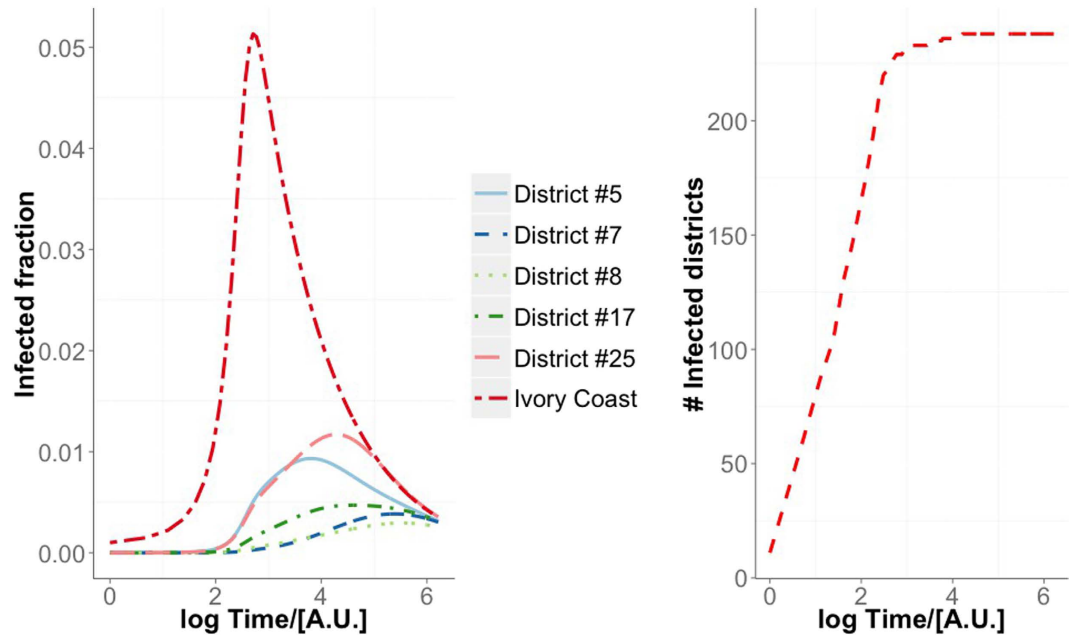 0.05
0.04
0.03
0.02
0.01
0.00
Infected fraction
0 2 4 6
log Time/[A.U.]
District #5
District #7
District #8
District #17
District #25
Ivory Coast
200
150
100
50
0
# Infected districts
0 2 4 6
log Time/[A.U.]